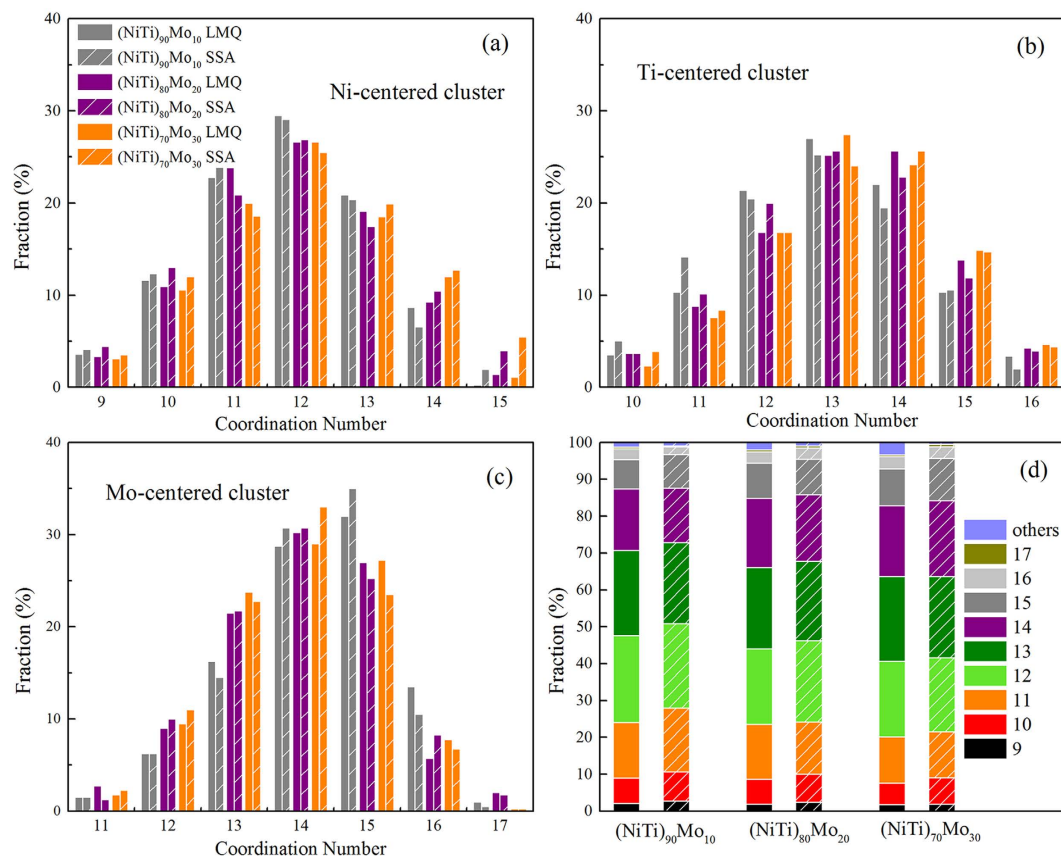 40
30
20
10
0
Fraction (%)
(NiTi)90Mo10 LMQ
(NiTi)90Mo10 SSA
(NiTi)80Mo20 LMQ
(NiTi)80Mo20 SSA
(NiTi)70Mo30 LMQ
(NiTi)70Mo30 SSA
(a)
Ni-centered cluster
9 10 11 12 13 14 15
Coordination Number
40
30
20
10
0
Fraction (%)
(b)
Ti-centered cluster
10 11 12 13 14 15 16
Coordination Number
40
30
20
10
0
Fraction (%)
(c)
Mo-centered cluster
11 12 13 14 15 16 17
Coordination Number
100
90
80
70
60
50
40
30
20
10
0
Fraction (%)
(d)
others
17
16
15
14
13
12
11
10
9
(NiTi)90Mo10 (NiTi)80Mo20 (NiTi)70Mo30